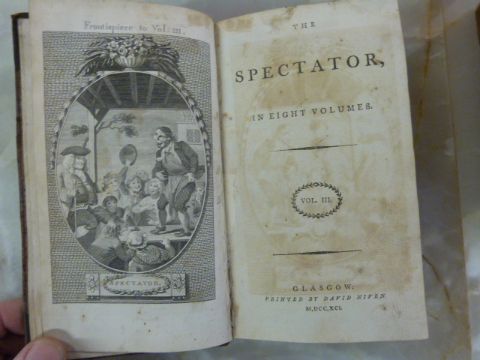 Frontispiece to Vol. III.
SPECTATOR.
THE
SPECTATOR,
IN EIGHT VOLUMES.
VOL. III.
GLASGOW:
PRINTED BY DAVID NIVEN.
M,DCC,XCI.